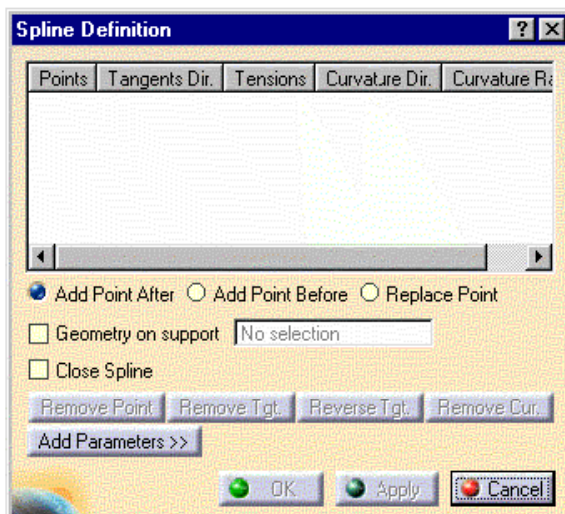 Spline Definition
Points Tangents Dir. Tensions Curvature Dir. Curvature Ra
Add Point After Add Point Before Replace Point
Geometry on support No selection
Close Spline
Remove Point Remove Tgt. Reverse Tgt. Remove Cur.
Add Parameters >>
OK Apply Cancel